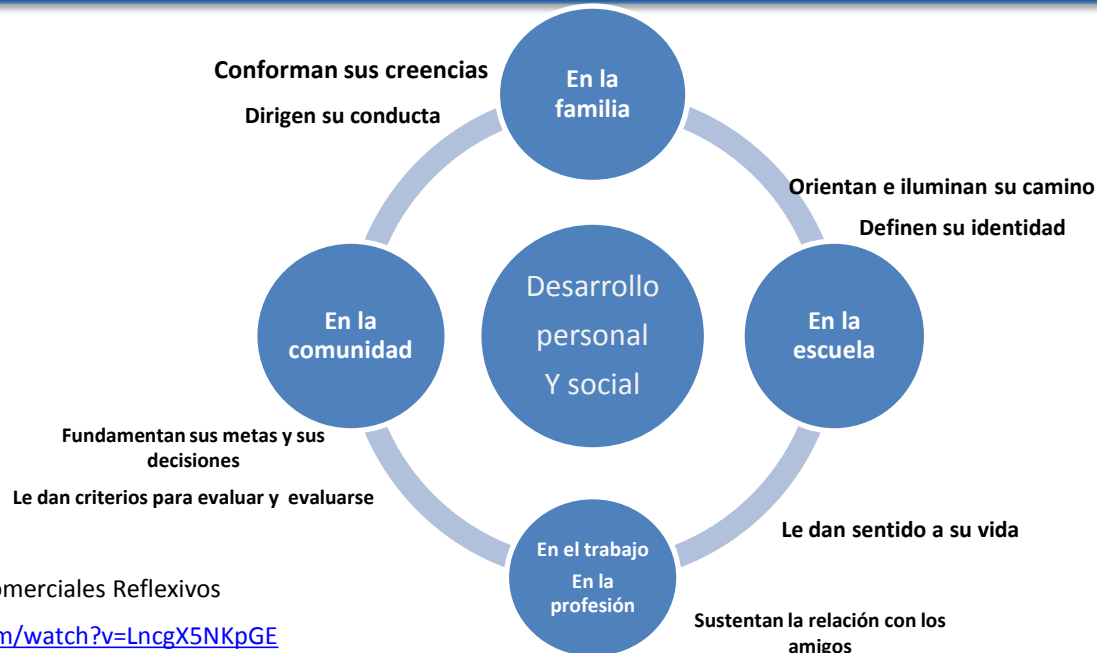 Conforman sus creencias
Dirigen su conducta
En la
familia
Orientan e iluminan su camino
Definen su identidad
En la
comunidad
Desarrollo
personal
Y social
En la
escuela
Fundamentan sus metas y sus
decisiones
Le dan criterios para evaluar y evaluarse
Le dan sentido a su vida
En el trabajo
En la
profesión
Sustentan la relación con los
amigos
omerciales Reflexivos
m/watch?v=LncgX5NKpGE